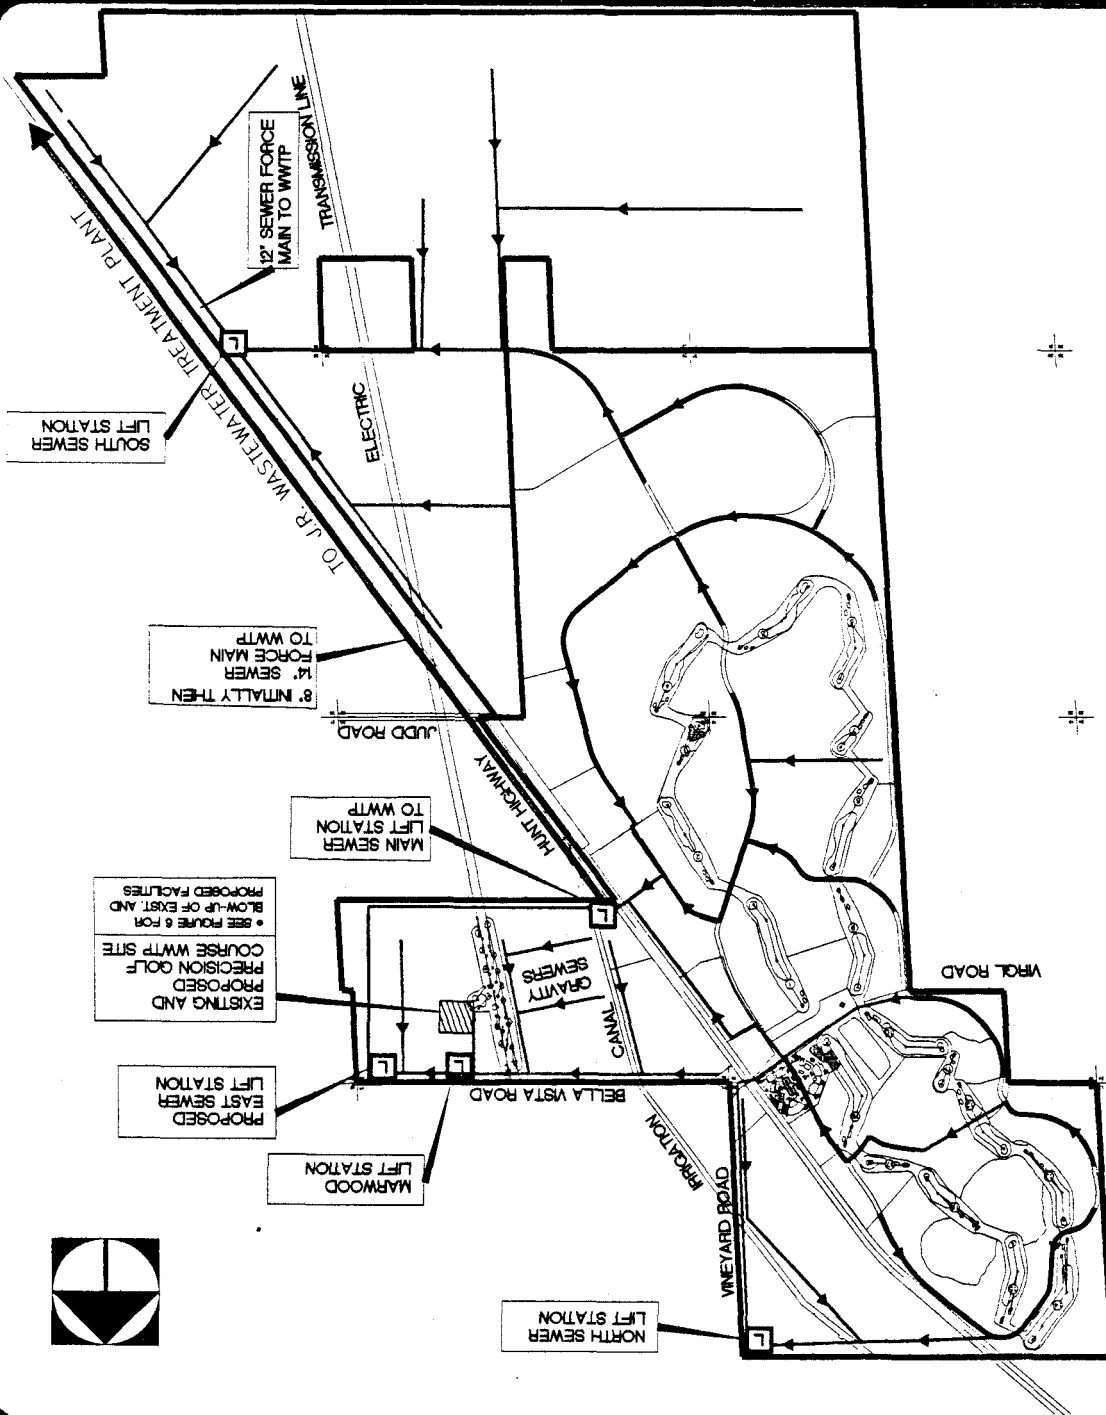 NORTH SEWER
LIFT STATION
MARWOOD
LIFT STATION
PROPOSED
EAST SEWER
LIFT STATION
EXISTING AND
PROPOSED
PRECISION GOLF
COURSE WWTP SITE
• SEE FIGURE 6 FOR
BLOW-UP OF EXIST. AND
PROPOSED FACILITIES
MAIN SEWER
LIFT STATION
TO WWTP
8" INITIALLY THEN
14" SEWER
FORCE MAIN
TO WWTP
SOUTH SEWER
LIFT STATION
12" SEWER FORCE
MAIN TO WWTP
TO J.R. WASTEWATER TREATMENT PLANT
ELECTRIC
TRANSMISSION LINE
JUDD ROAD
HUNT HIGHWAY
GRAVITY
SEWERS
IRRIGATION
CANAL
BELLA VISTA ROAD
VINEYARD ROAD
VIRGL ROAD
L
L
L
L
L